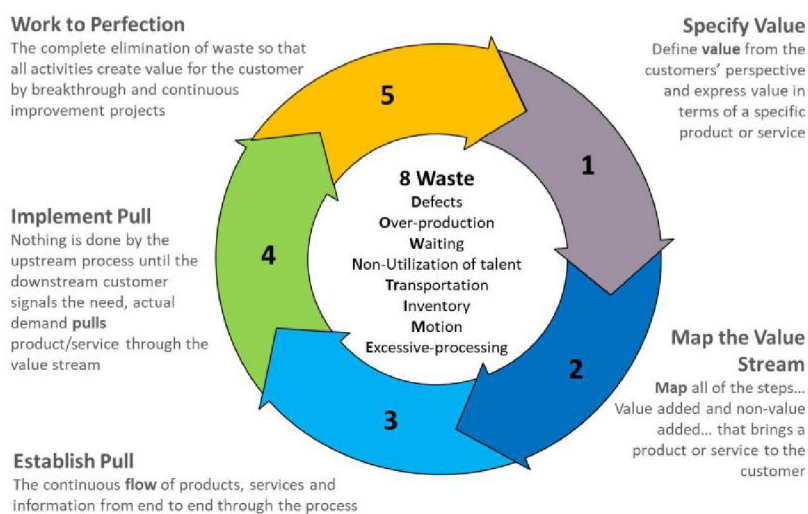 Work to Perfection
The complete elimination of waste so that
all activities create value for the customer
by breakthrough and continuous
improvement projects
Specify Value
Define value from the
customers' perspective
and express value in
terms of a specific
product or service
5
1
8 Waste
Defects
Over-production
Waiting
Non-Utilization of talent
Transportation
Inventory
Motion
Excessive-processing
Implement Pull
Nothing is done by the
upstream process until the
downstream customer
signals the need, actual
demand pulls
product/service through the
value stream
4
2
Map the Value
Stream
Map all of the steps...
Value added and non-value
added... that brings a
product or service to the
customer
3
Establish Pull
The continuous flow of products, services and
information from end to end through the process